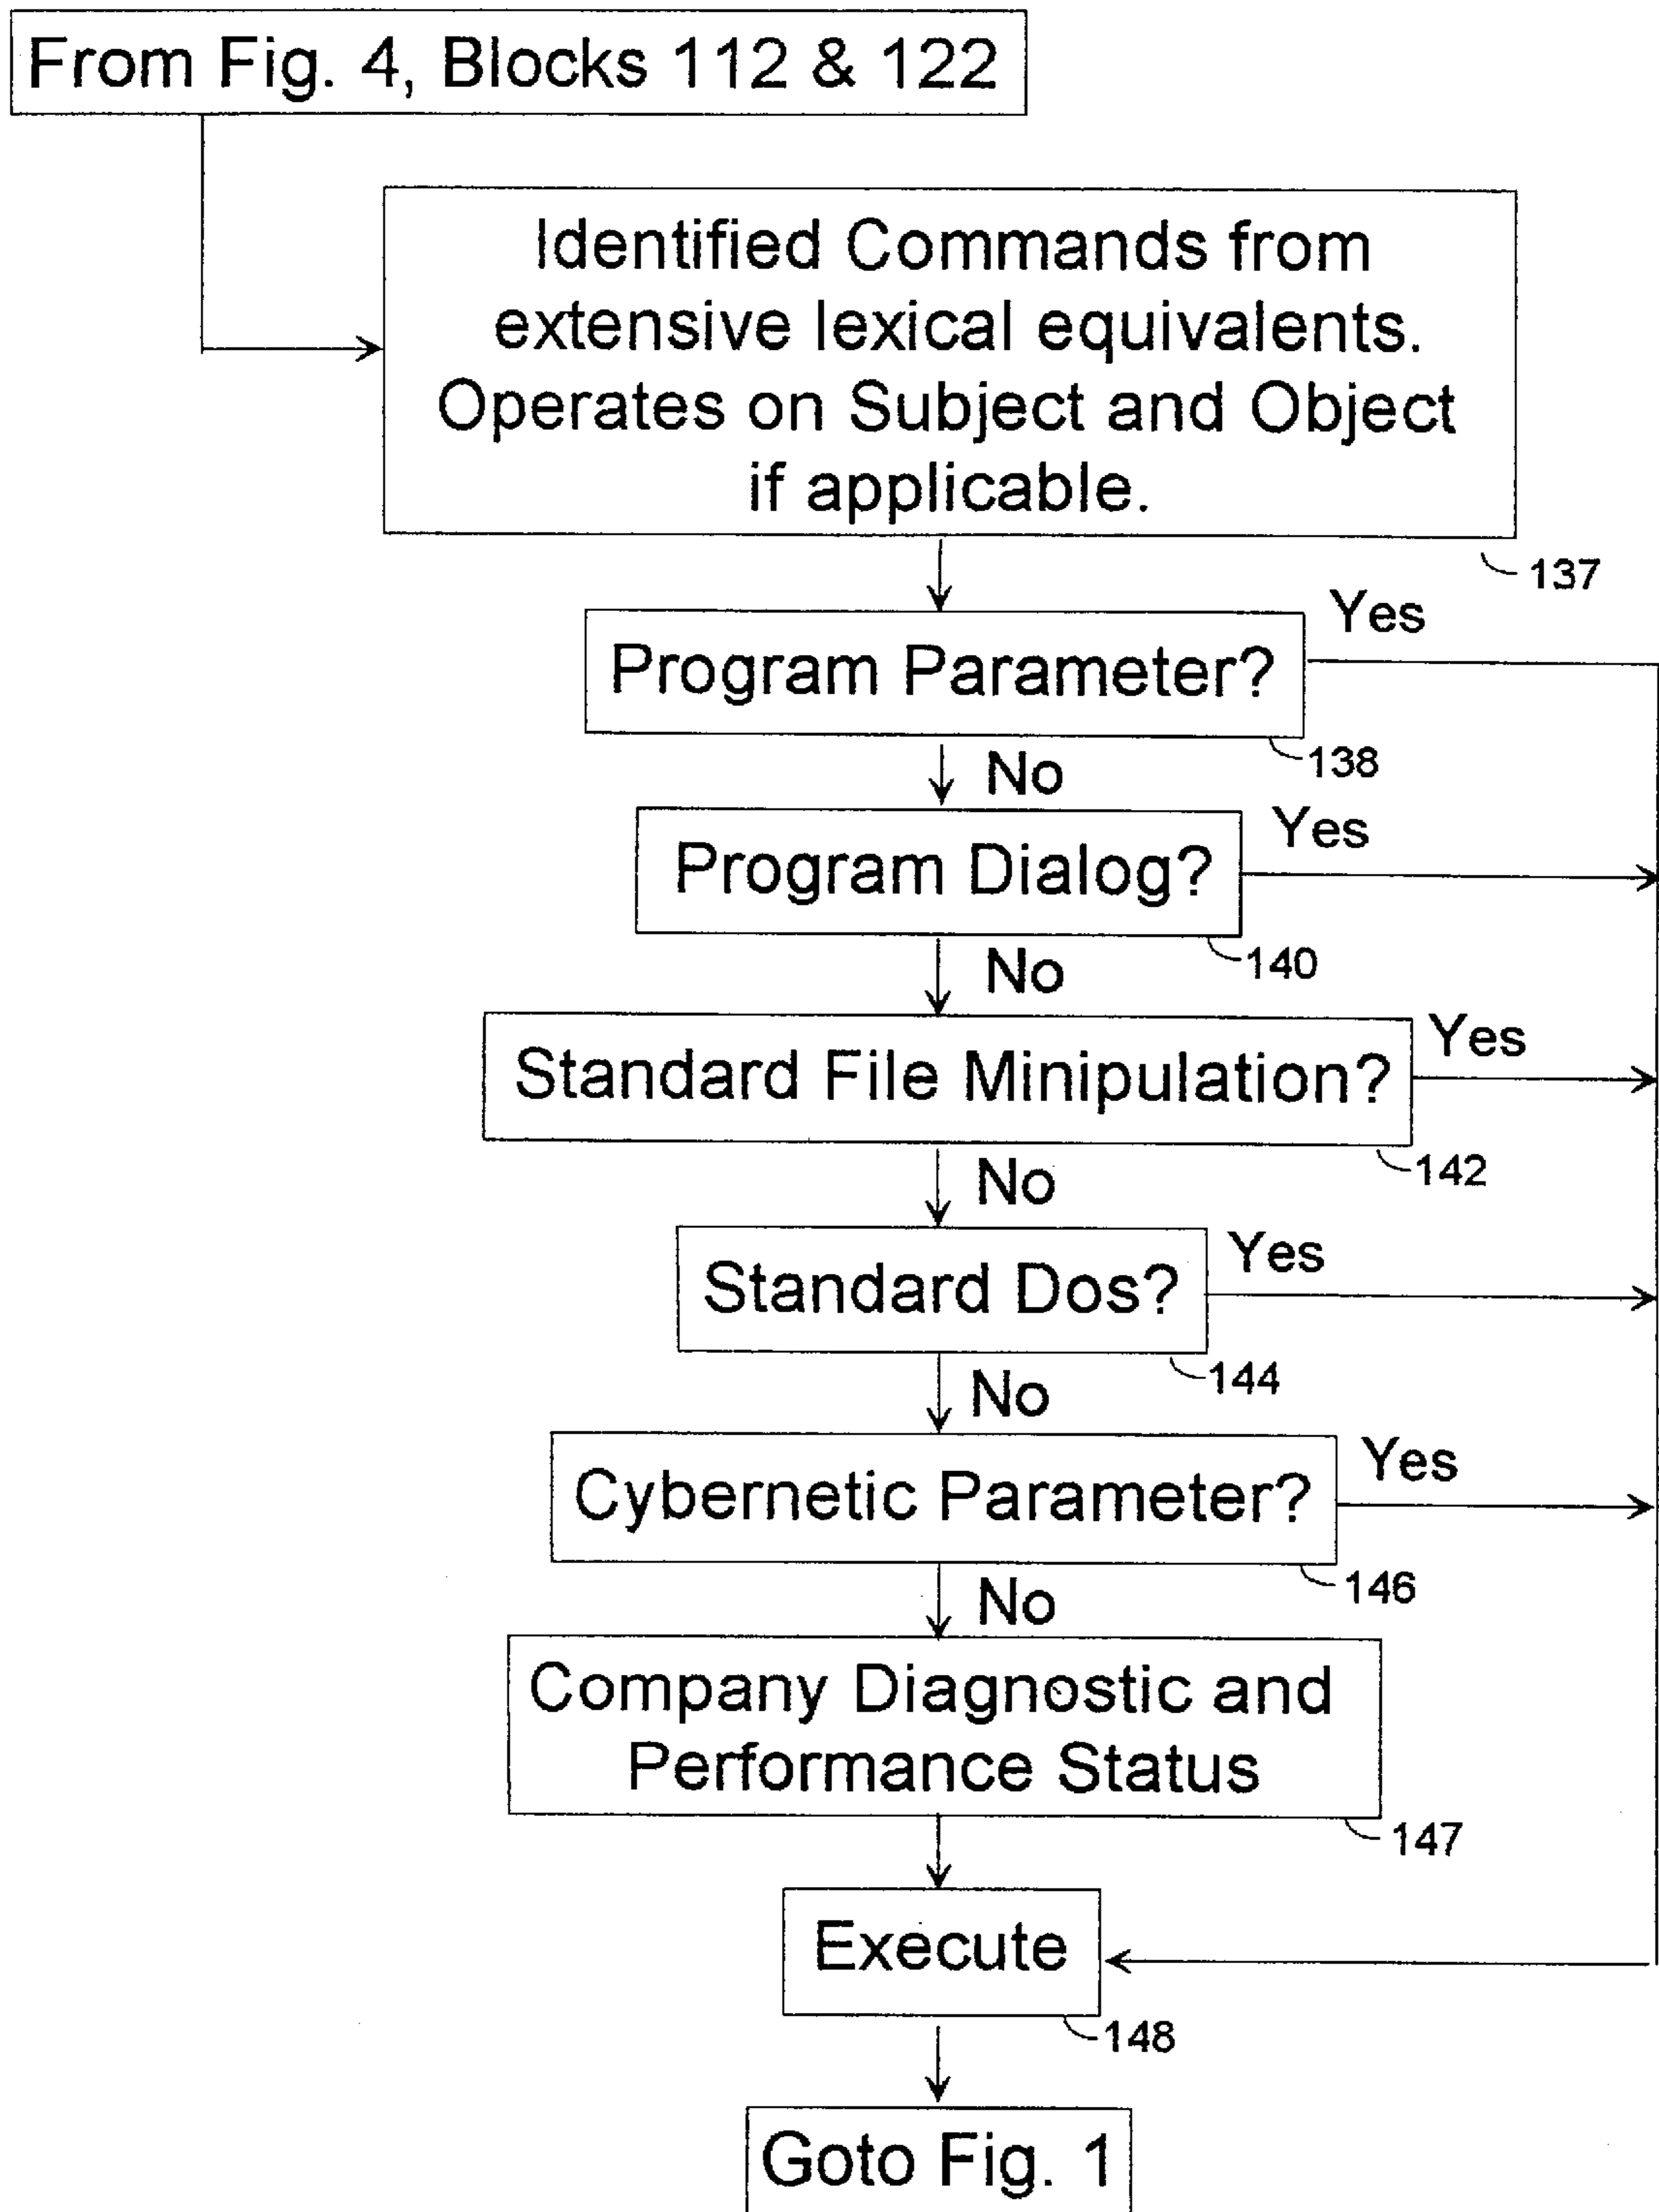 From Fig. 4, Blocks 112 & 122
Identified Commands from
extensive lexical equivalents.
Operates on Subject and Object
if applicable.
137
Program Parameter?
Yes
138
No
Program Dialog?
Yes
140
No
Standard File Minipulation?
Yes
142
No
Standard Dos?
Yes
144
No
Cybernetic Parameter?
Yes
146
No
Company Diagnostic and
Performance Status
147
Execute
148
Goto Fig. 1